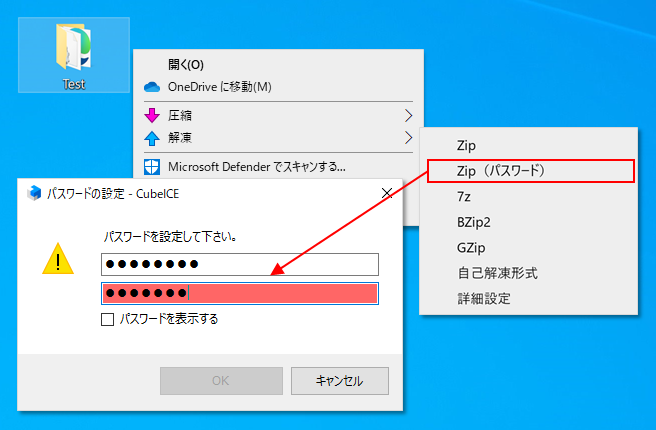 Test
開く(O)
OneDrive に移動(M)
圧縮
解凍
Microsoft Defender でスキャンする...
Zip
Zip（パスワード）
7z
BZip2
GZip
自己解凍形式
詳細設定
パスワードの設定 - CubeICE
パスワードを設定して下さい。
●●●●●●●●
●●●●●●●
パスワードを表示する
OK
キャンセル